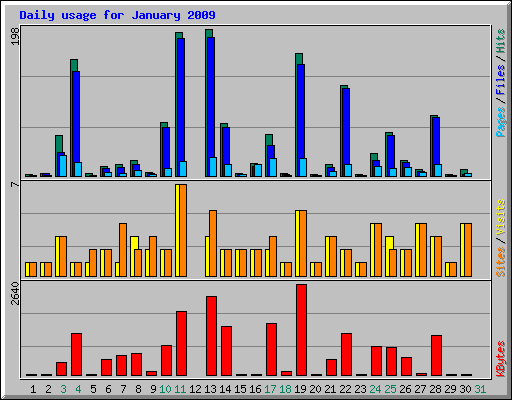 Daily usage for January 2009
198
Pages / Files / Hits
7
Sites / Visits
2640
KBytes
1 2 3 4 5 6 7 8 9 10 11 12 13 14 15 16 17 18 19 20 21 22 23 24 25 26 27 28 29 30 31